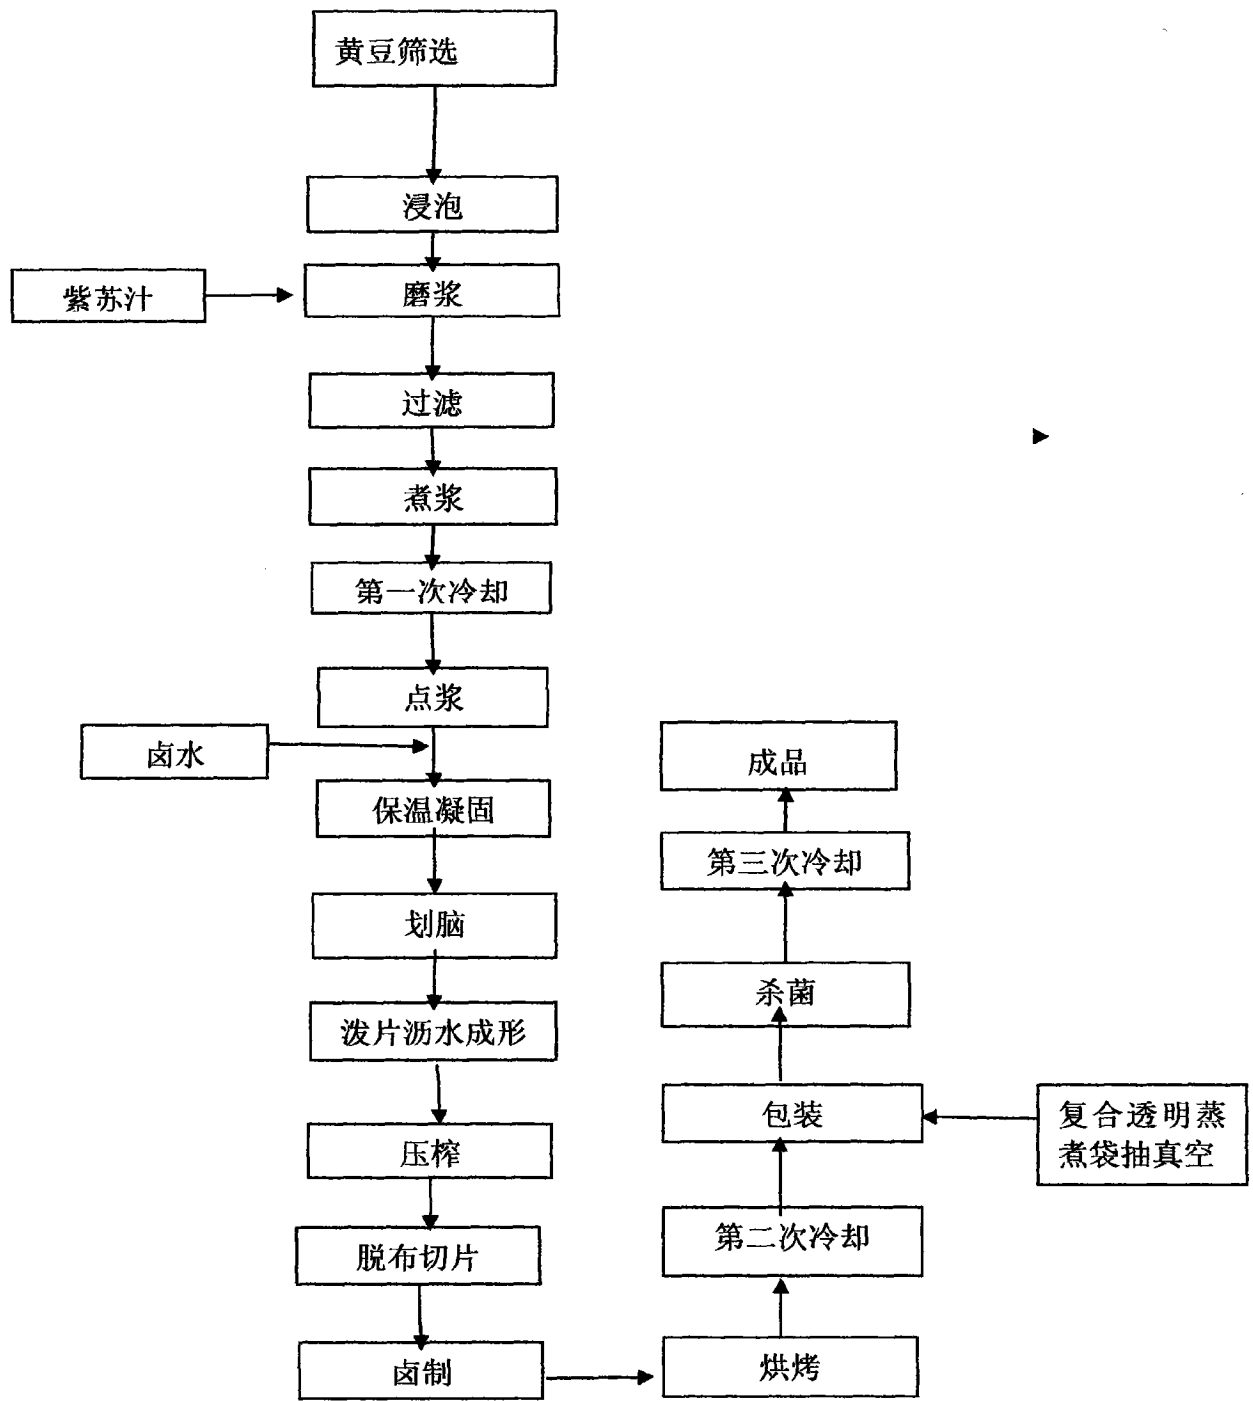 黄豆筛选
浸泡
紫苏汁
磨浆
过滤
煮浆
第一次冷却
点浆
卤水
保温凝固
划脑
泼片沥水成形
压榨
脱布切片
卤制
烘烤
第二次冷却
包装
复合透明蒸
煮袋抽真空
杀菌
第三次冷却
成品